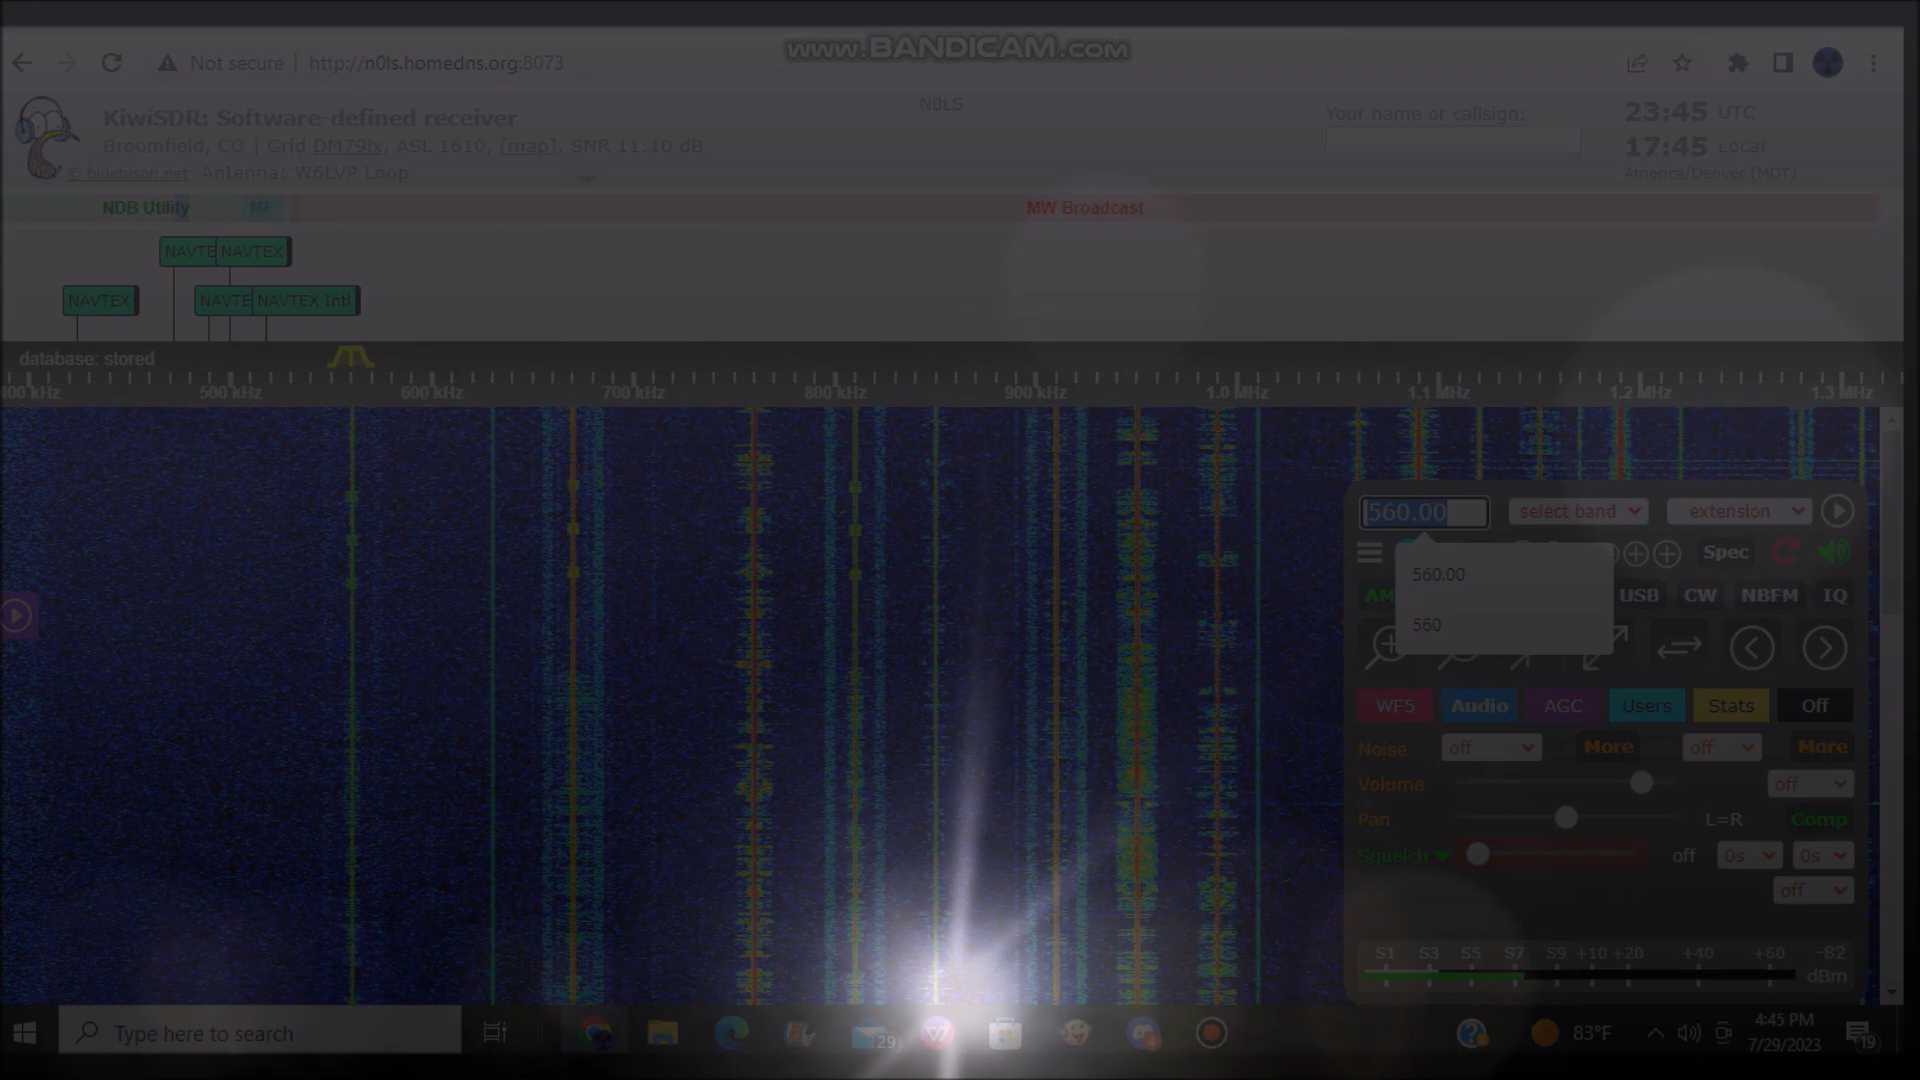 www.BANDICAM.com
Not secure | http://n0ls.homedns.org:8073
KiwiSDR: Software-defined receiver
Broomfield, CO | Grid DM79lx, ASL 1610, [map], SNR 11:10 dB
© bluebison.net Antenna: W6LVP Loop
N0LS
Your name or callsign:
23:45 UTC
17:45 Local
America/Denver (MDT)
NDB Utility MF MW Broadcast
NAVTE NAVTEX
NAVTEX NAVTE NAVTEX Intl
database: stored
400 kHz 500 kHz 600 kHz 700 kHz 800 kHz 900 kHz 1.0 MHz 1.1 MHz 1.2 MHz 1.3 MHz
560.00 select band extension
Spec
560.00
560
AM USB CW NBFM IQ
WF5 Audio AGC Users Stats Off
Noise off More off More
Volume off
Pan L=R Comp
Squelch off 0s 0s
off
S1 S3 S5 S7 S9 +10 +20 +40 +60 -82
dBm
Type here to search
29
4
83°F
4:45 PM
7/29/2023
19